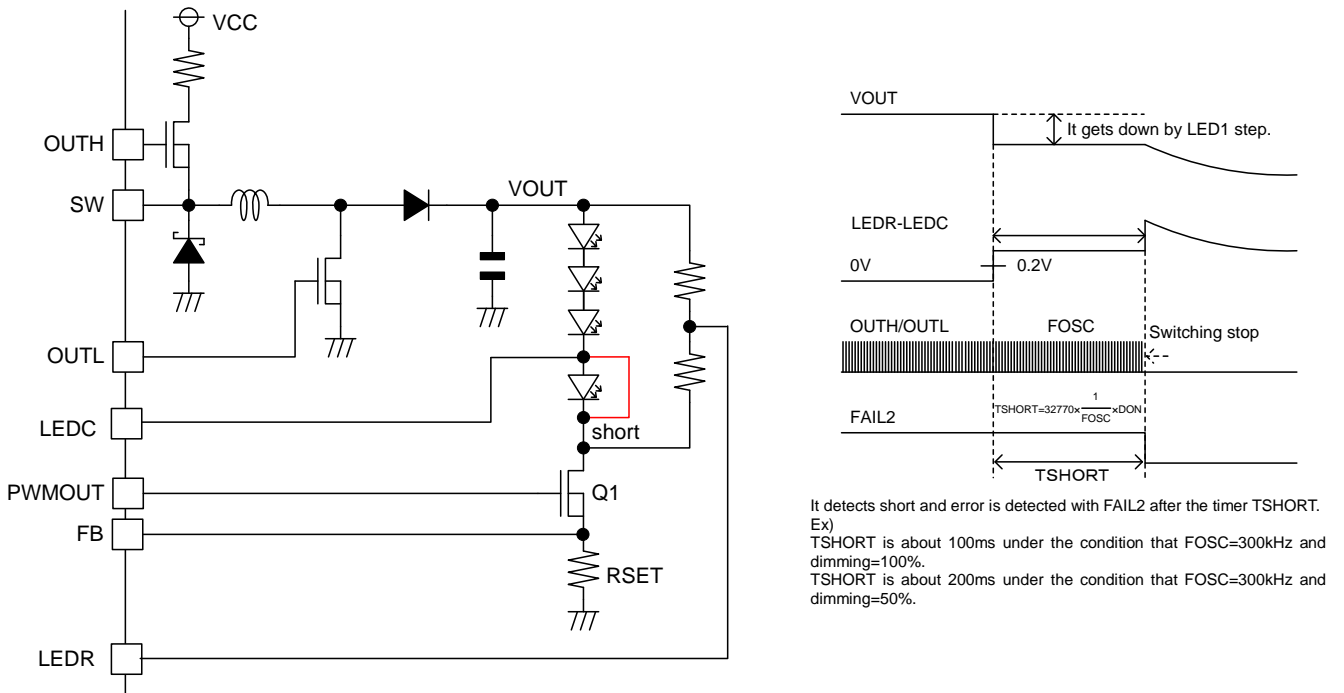 VCC
OUTH
SW
VOUT
OUTL
LEDC
short
PWMOUT
Q1
FB
RSET
LEDR
VOUT
It gets down by LED1 step.
LEDR-LEDC
0V
0.2V
OUTH/OUTL
FOSC
Switching stop
FAIL2
TSHORT=32770×1/FOSC×DON
TSHORT
It detects short and error is detected with FAIL2 after the timer TSHORT.
Ex)
TSHORT is about 100ms under the condition that FOSC=300kHz and
dimming=100%.
TSHORT is about 200ms under the condition that FOSC=300kHz and
dimming=50%.